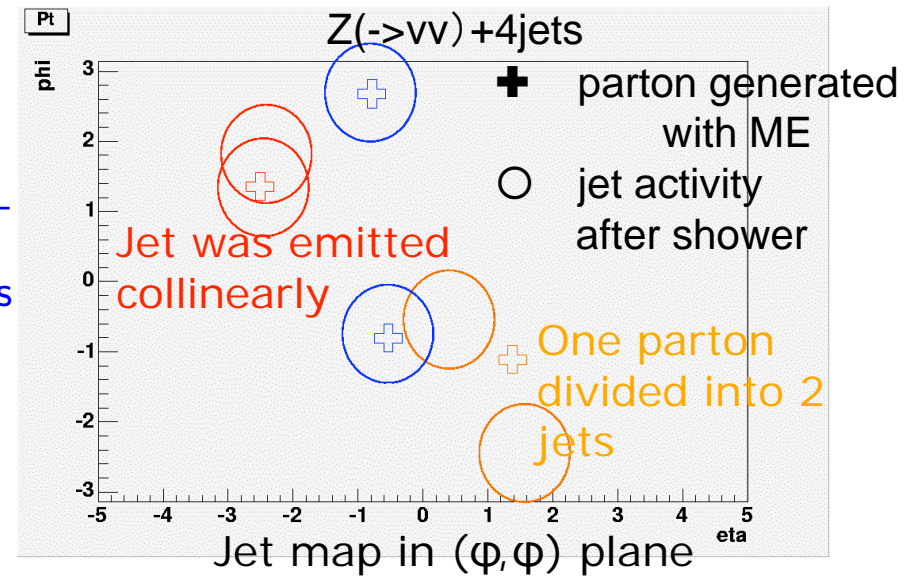 Pt
Z(->νν)+4jets
phi
3
2
1
0
-1
-2
-3
parton generated
with ME
jet activity
after shower
s
Jet was emitted
collinearly
One parton
divided into 2
jets
-5 -4 -3 -2 -1 0 1 2 3 4 5
eta
Jet map in (φ,φ) plane